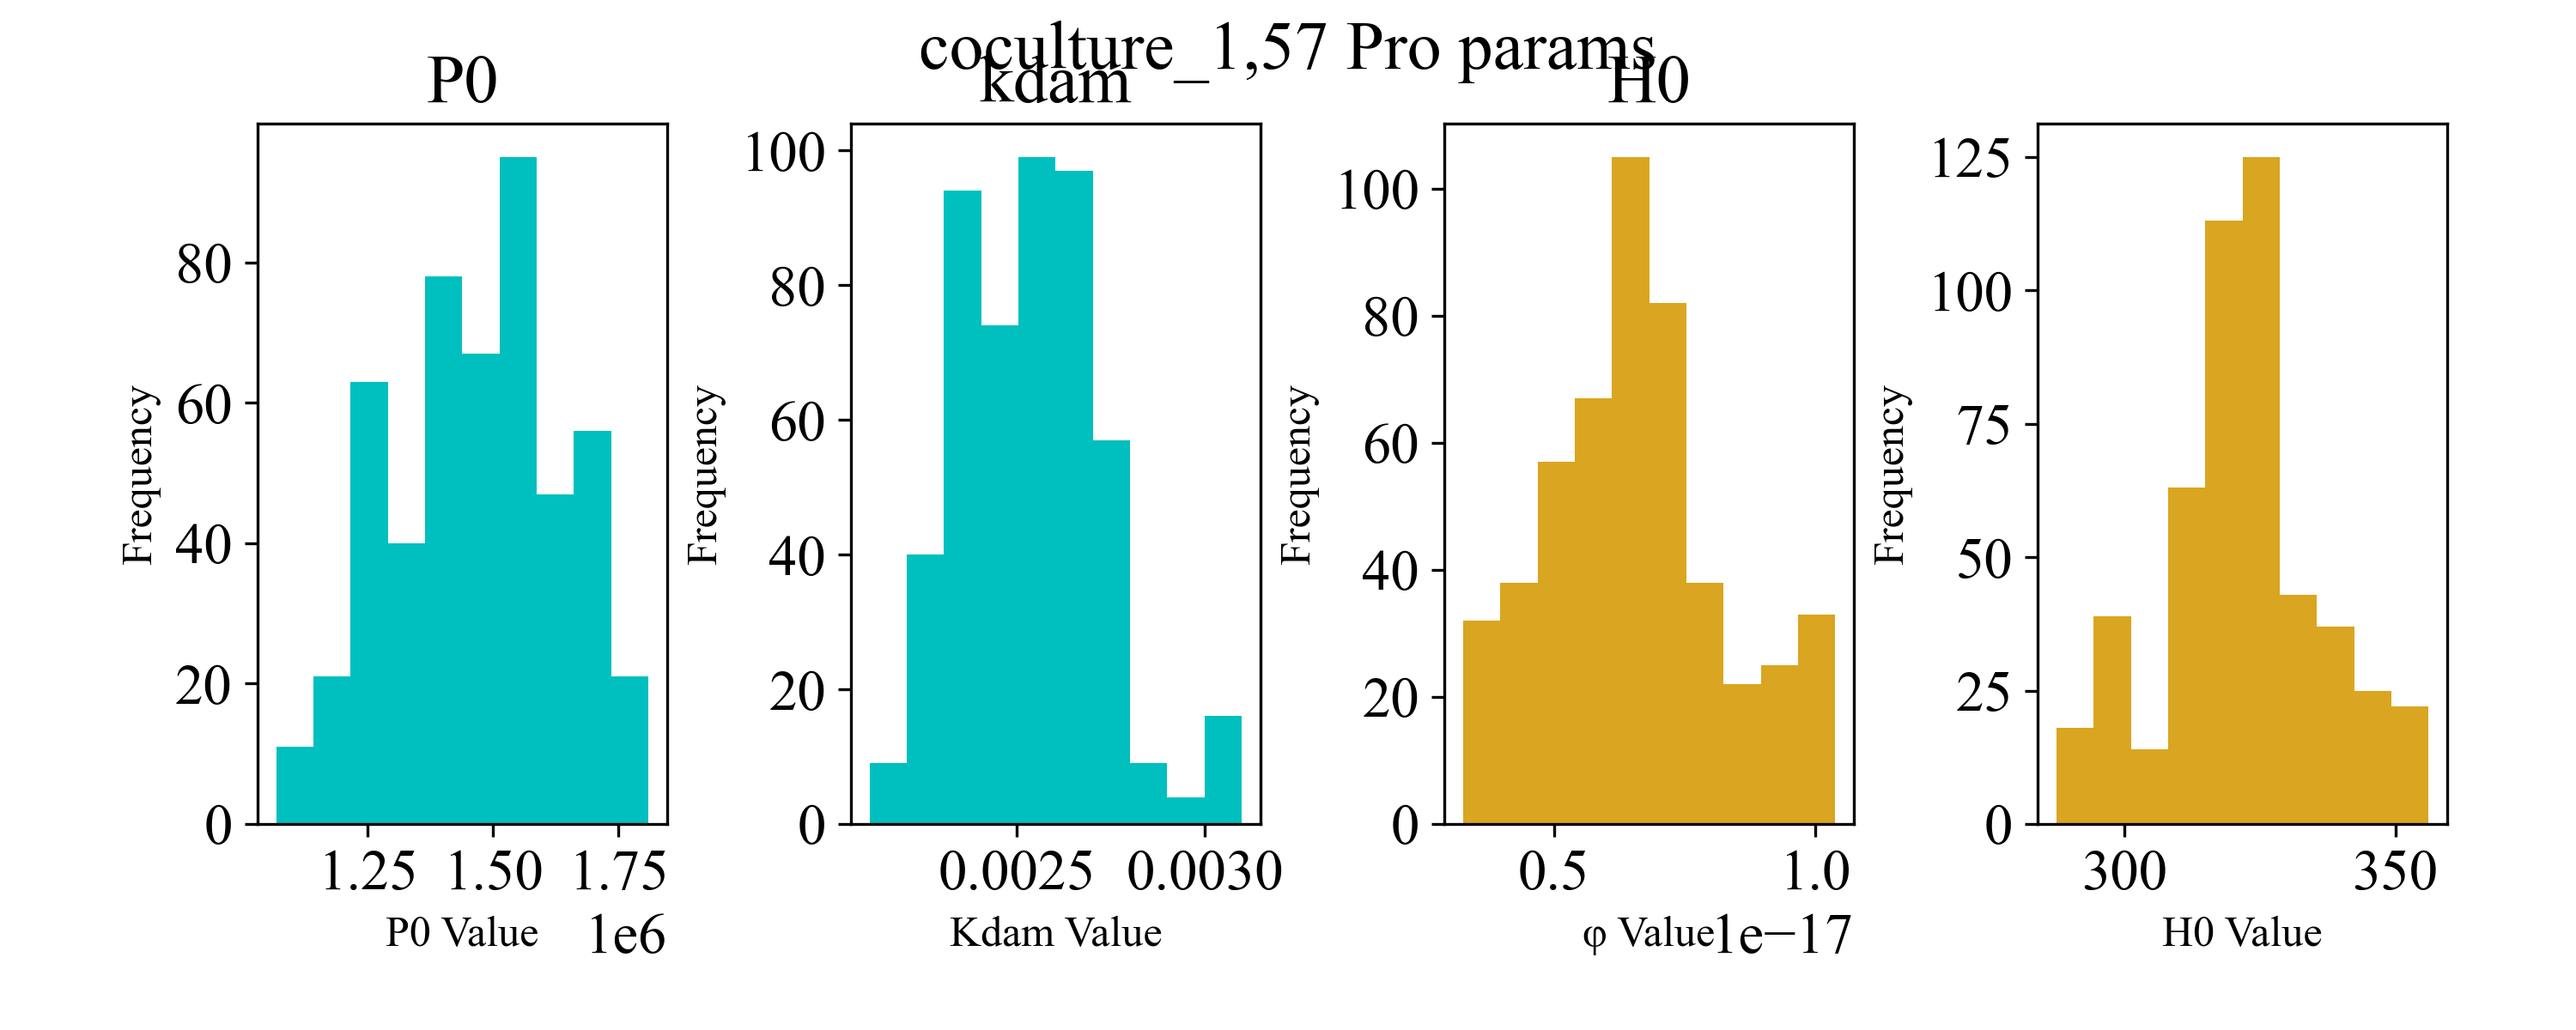 coculture_1,57 Pro params
P0
kdam
H0
Frequency
80
60
40
20
0
1.25 1.50 1.75
1e6
P0 Value
Frequency
100
80
60
40
20
0
0.0025 0.0030
Kdam Value
Frequency
100
80
60
40
20
0
0.5 1.0
1e−17
φ Value
Frequency
125
100
75
50
25
0
300 350
H0 Value